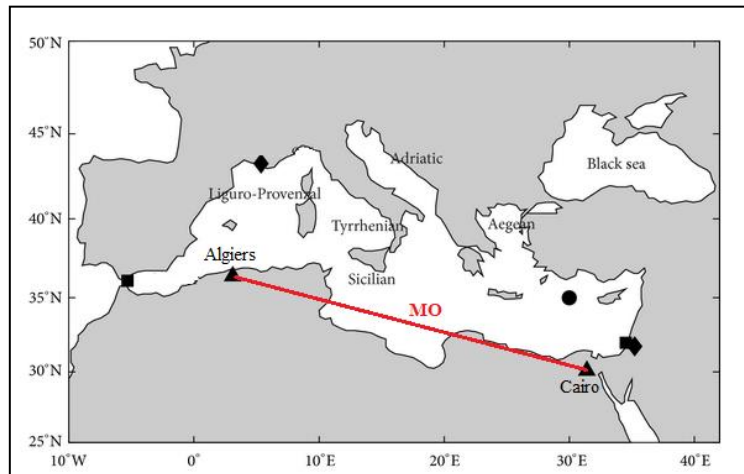 50°N
45°N
40°N
35°N
30°N
25°N
10°W
0°
10°E
20°E
30°E
40°E
Adriatic
Black sea
Liguro-Provenzal
Tyrrhenian
Aegean
Algiers
Sicilian
MO
Cairo